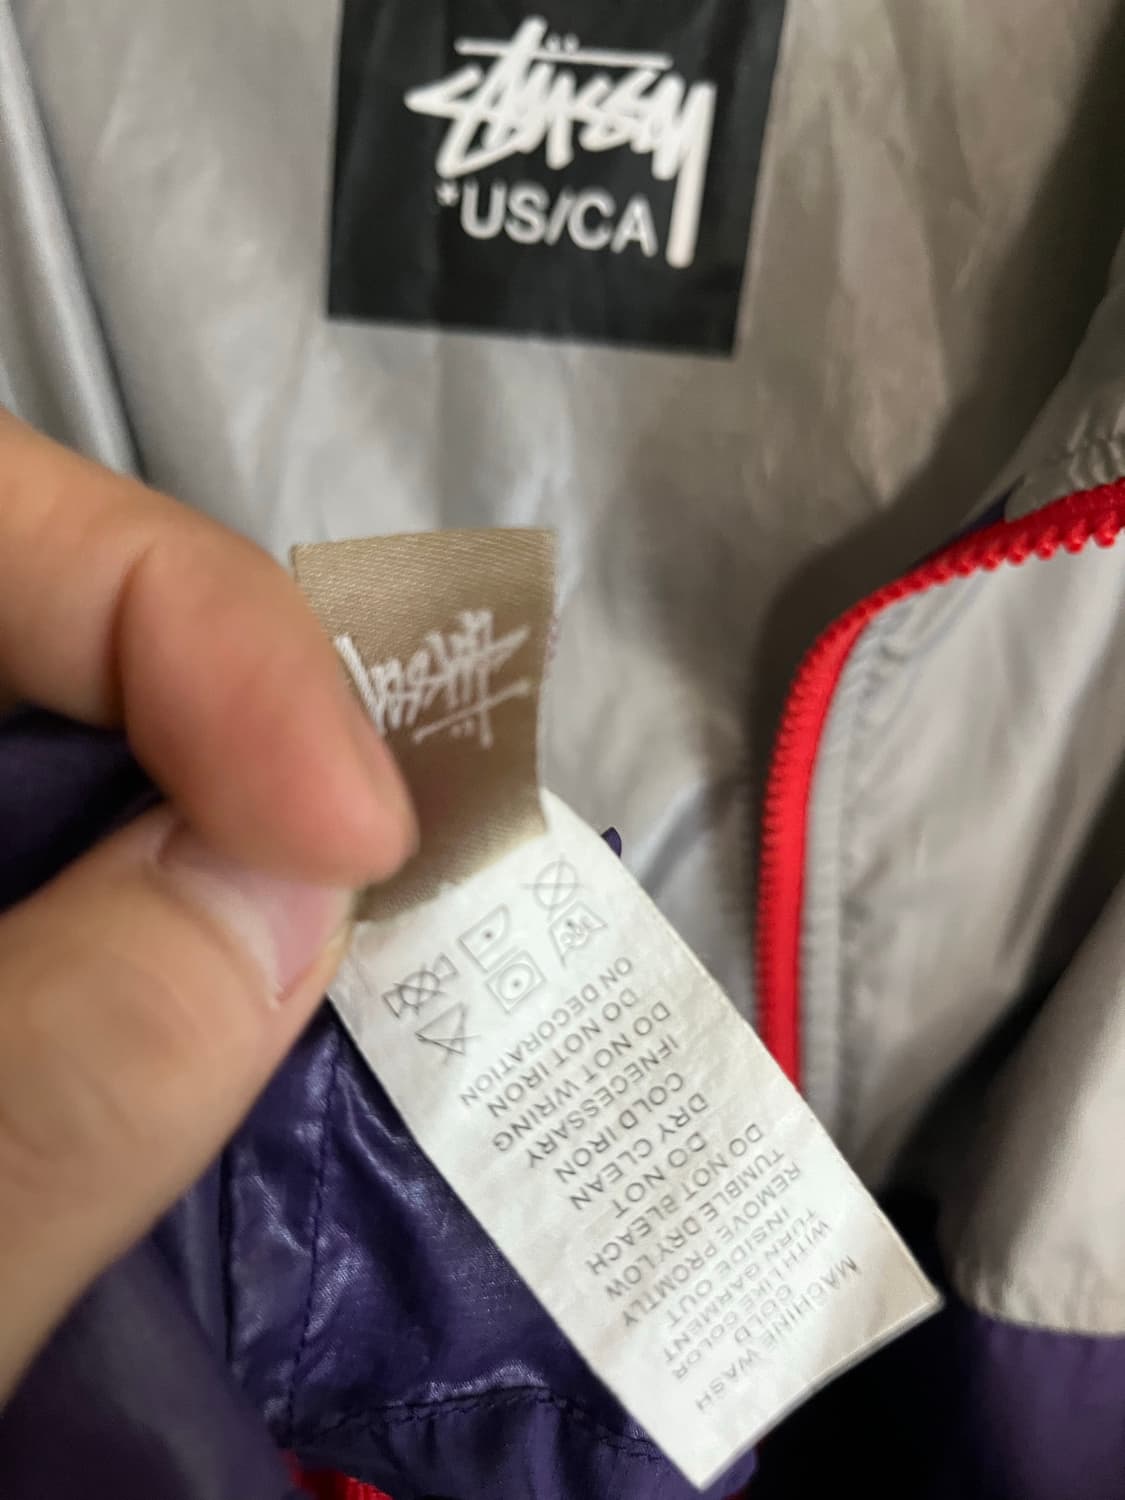 STÜSSY
*US/CA
MACHINE WASH
COLD
WITH LIKE COLOR
TURN GARMENT
INSIDE OUT
REMOVE PROMTLY
TUMBLE DRY LOW
DO NOT BLEACH
DO NOT
DRY CLEAN
COLD IRON
IFNECESSARY
DO NOT WRING
DO NOT IRON
ON DECORATION
STÜSSY